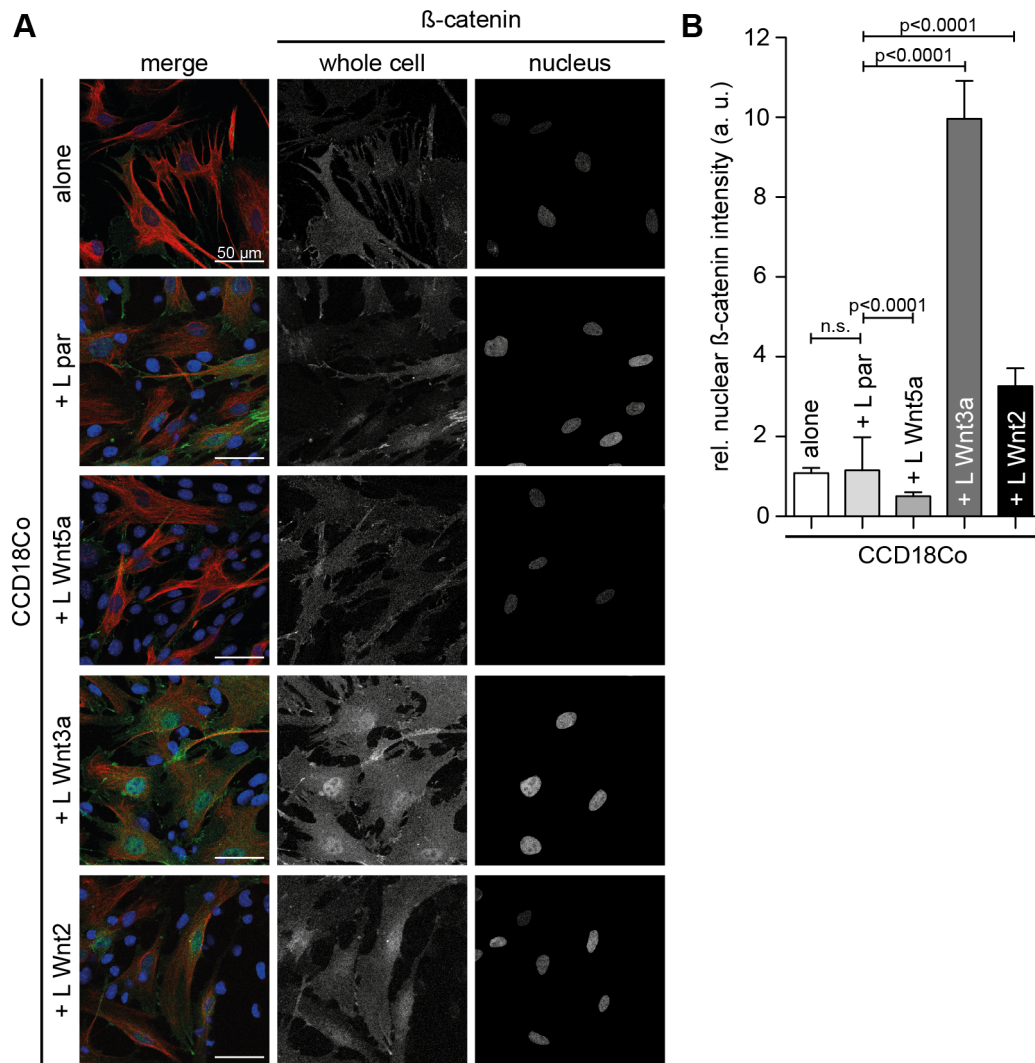 A
ß-catenin
merge
whole cell
nucleus
CCD18Co
alone
50 µm
+ L par
+ L Wnt5a
+ L Wnt3a
+ L Wnt2
B
rel. nuclear ß-catenin intensity (a. u.)
12
10
8
6
4
2
0
p<0.0001
p<0.0001
p<0.0001
n.s.
alone
+ L par
+ L Wnt5a
+ L Wnt3a
+ L Wnt2
CCD18Co